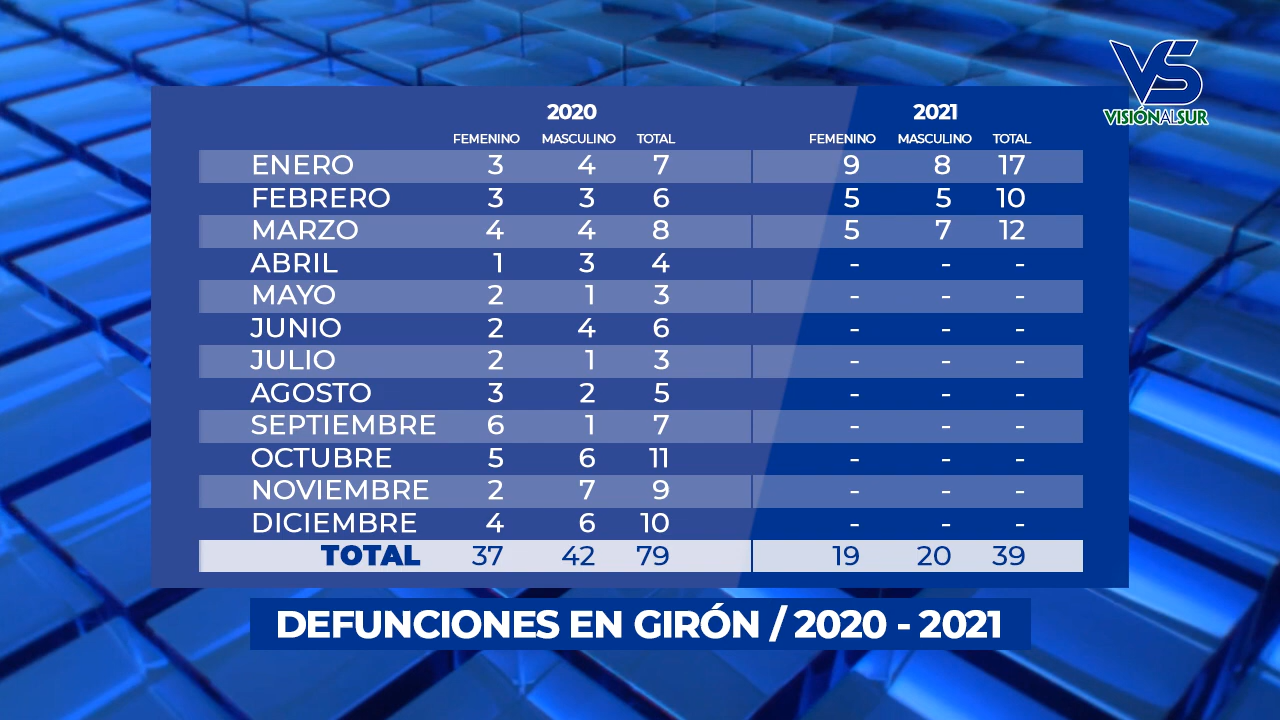 VS
VISIÓNALSUR
2020 2021
FEMENINO MASCULINO TOTAL FEMENINO MASCULINO TOTAL
ENERO 3 4 7 9 8 17
FEBRERO 3 3 6 5 5 10
MARZO 4 4 8 5 7 12
ABRIL 1 3 4 - - -
MAYO 2 1 3 - - -
JUNIO 2 4 6 - - -
JULIO 2 1 3 - - -
AGOSTO 3 2 5 - - -
SEPTIEMBRE 6 1 7 - - -
OCTUBRE 5 6 11 - - -
NOVIEMBRE 2 7 9 - - -
DICIEMBRE 4 6 10 - - -
TOTAL 37 42 79 19 20 39
DEFUNCIONES EN GIRÓN / 2020 - 2021